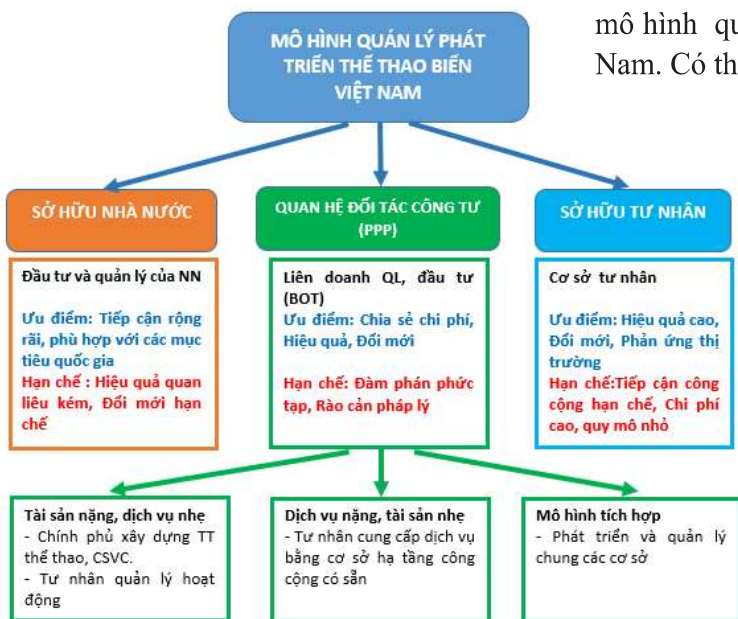 mô hình qu
Nam. Có th
MÔ HÌNH QUẢN LÝ PHÁT
TRIỂN THỂ THAO BIỂN
VIỆT NAM
SỞ HỮU NHÀ NƯỚC
QUAN HỆ ĐỐI TÁC CÔNG TƯ
(PPP)
SỞ HỮU TƯ NHÂN
Đầu tư và quản lý của NN
Ưu điểm: Tiếp cận rộng
rãi, phù hợp với các mục
tiêu quốc gia
Hạn chế : Hiệu quả quan
liêu kém, Đổi mới hạn
chế
Liên doanh QL, đầu tư
(BOT)
Ưu điểm: Chia sẻ chi phí,
Hiệu quả, Đổi mới
Hạn chế: Đàm phán phức
tạp, Rào cản pháp lý
Cơ sở tư nhân
Ưu điểm: Hiệu quả cao,
Đổi mới, Phản ứng thị
trường
Hạn chế:Tiếp cận công
cộng hạn chế, Chi phí
cao, quy mô nhỏ
Tài sản nặng, dịch vụ nhẹ
- Chính phủ xây dựng TT
thể thao, CSVC.
- Tư nhân quản lý hoạt
động
Dịch vụ nặng, tài sản nhẹ
- Tư nhân cung cấp dịch vụ
bằng cơ sở hạ tầng công
cộng có sẵn
Mô hình tích hợp
- Phát triển và quản lý
chung các cơ sở